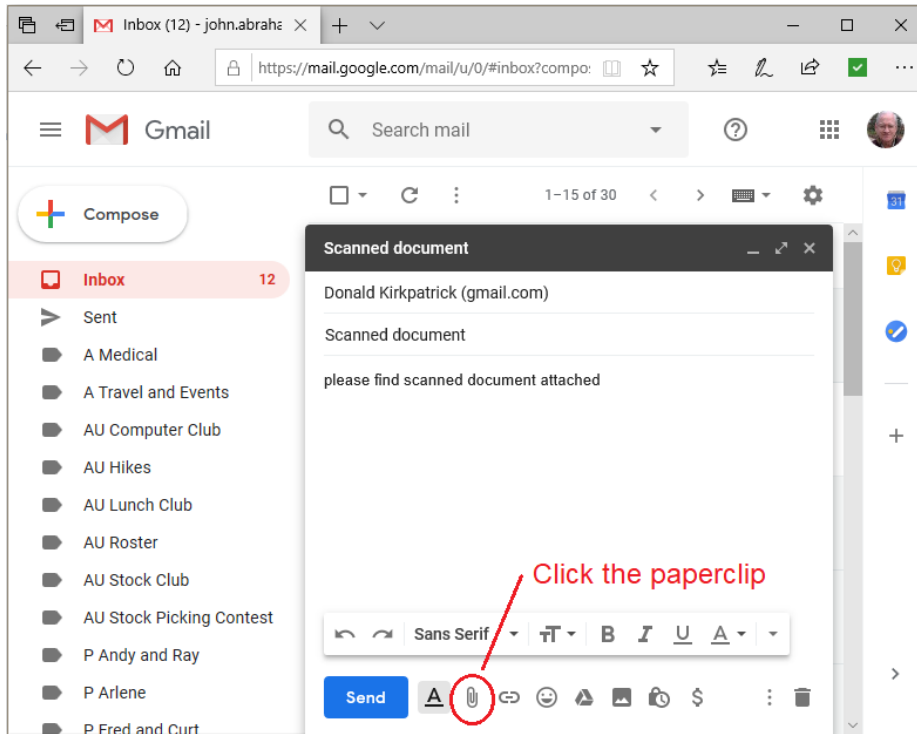 Inbox (12) - john.abraha
https://mail.google.com/mail/u/0/#inbox?compo:
Gmail
Search mail
Compose
1–15 of 30
31
Scanned document
Inbox 12
Donald Kirkpatrick (gmail.com)
Sent
Scanned document
A Medical
please find scanned document attached
A Travel and Events
AU Computer Club
AU Hikes
AU Lunch Club
AU Roster
Click the paperclip
AU Stock Club
AU Stock Picking Contest
Sans Serif B I U A
P Andy and Ray
P Arlene
Send A $
P Fred and Curt